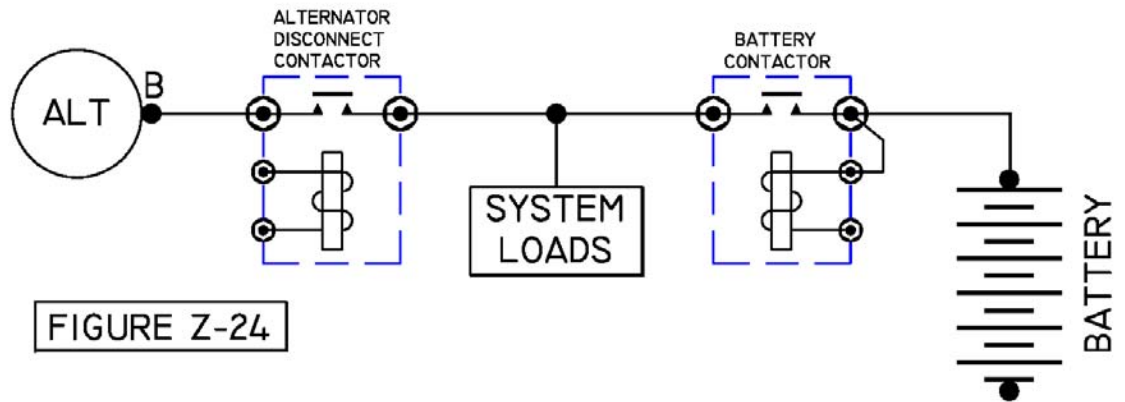 ALTERNATOR
DISCONNECT
CONTACTOR
BATTERY
CONTACTOR
B
ALT
SYSTEM
LOADS
BATTERY
FIGURE Z-24